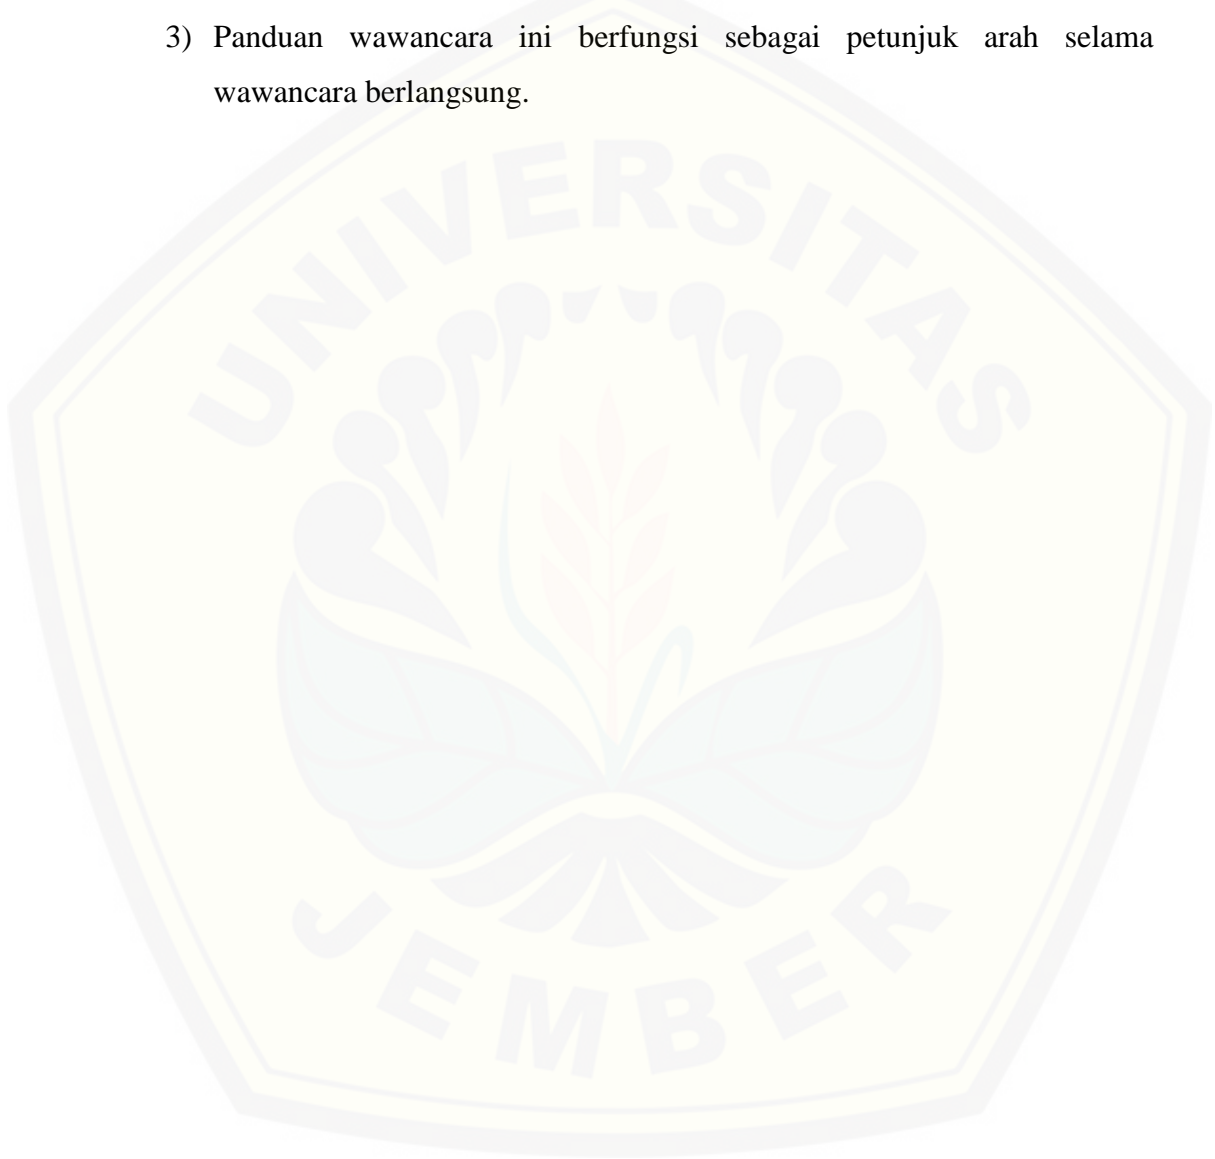 3) Panduan wawancara ini berfungsi sebagai petunjuk arah selama
wawancara berlangsung.
UNIVERSITAS
JEMBER